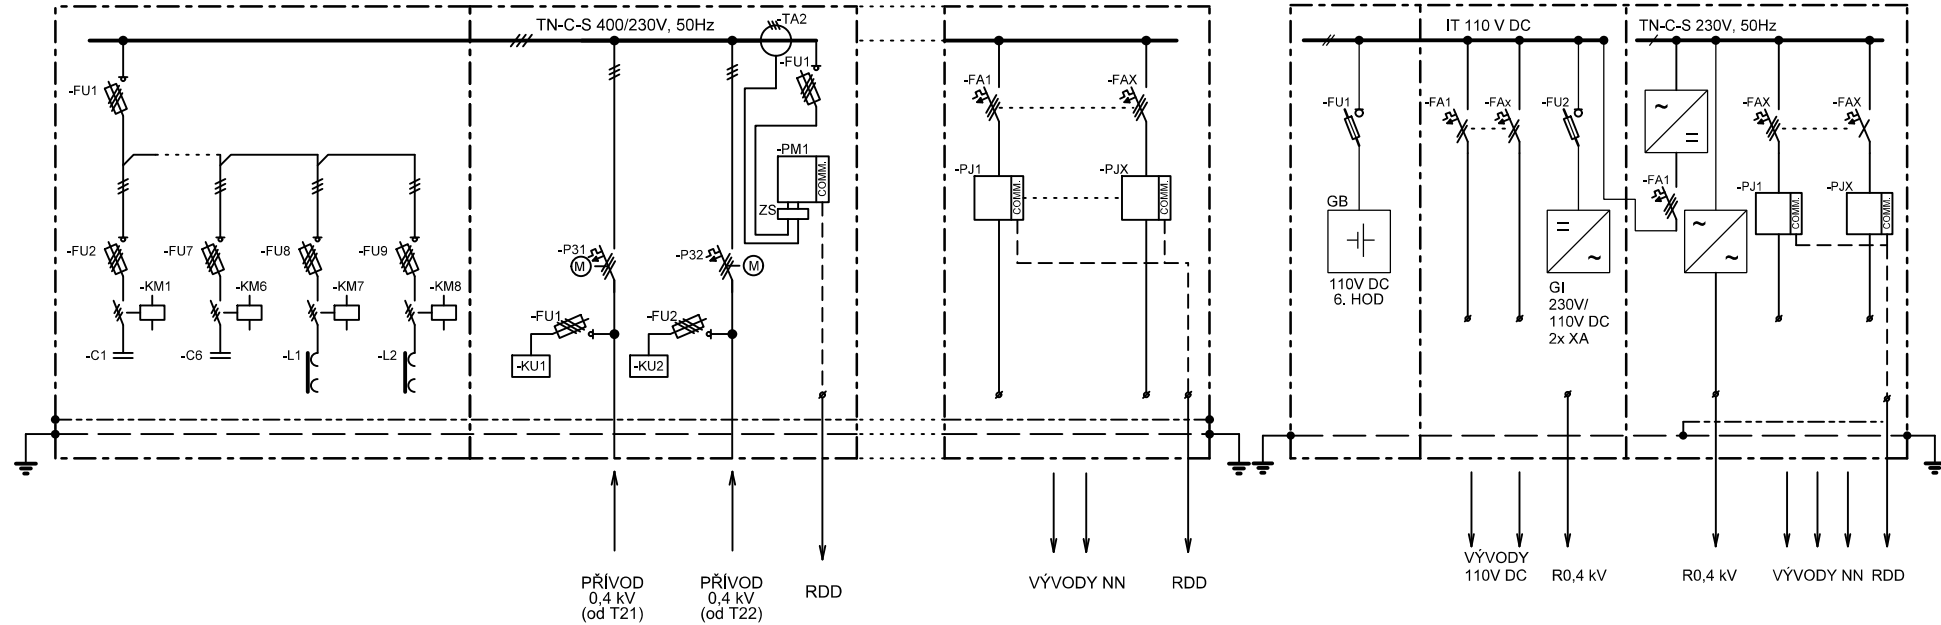 TN-C-S 400/230V, 50Hz
-TA2
IT 110 V DC
TN-C-S 230V, 50Hz
-FU1
-FU1
-FA1
-FAX
-FU1
-FA1
-FAx
-FU2
-FAX
-FAX
-PM1
COMM.
ZS
-PJ1
COMM.
-PJX
COMM.
-FA1
-PJ1
COMM.
-PJX
COMM.
GB
~
=
=
~
~
~
-FU2
-FU7
-FU8
-FU9
-P31
M
-P32
M
-KM1
-KM6
-KM7
-KM8
110V DC
6. HOD
GI
230V/
110V DC
2x XA
-FU1
-FU2
-C1
-C6
-L1
-L2
-KU1
-KU2
PŘÍVOD
0,4 kV
(od T21)
PŘÍVOD
0,4 kV
(od T22)
RDD
VÝVODY NN
RDD
VÝVODY
110V DC
R0,4 kV
R0,4 kV
VÝVODY NN
RDD